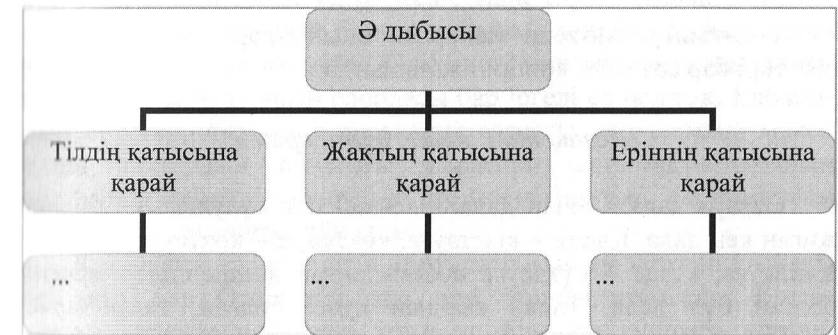 Ә дыбысы
Тілдің қатысына
қарай
Жақтың қатысына
қарай
Еріннің қатысына
қарай
...
...
...